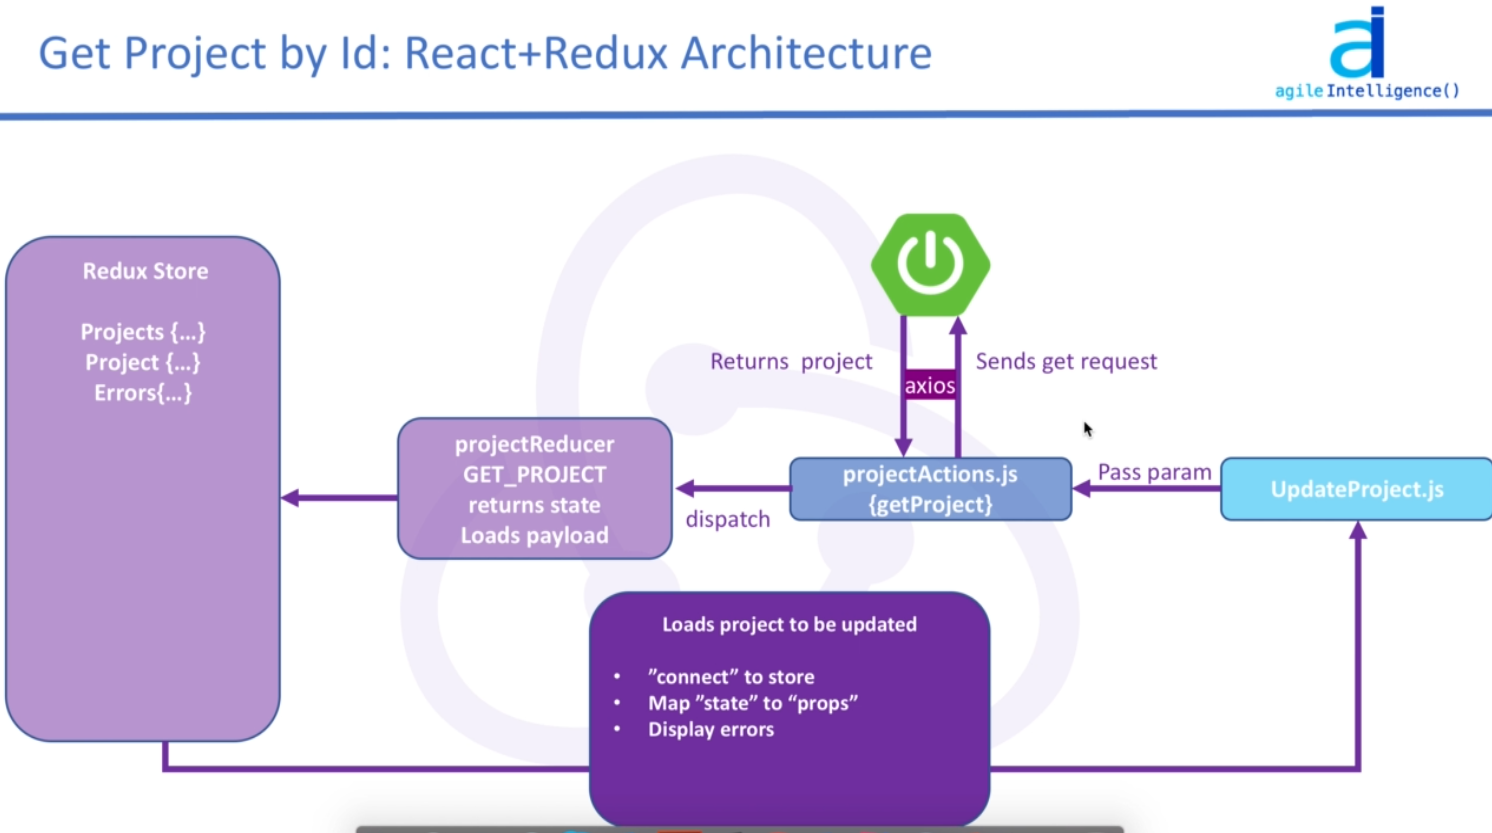 Get Project by Id: React+Redux Architecture
ai
agileIntelligence()
Redux Store
Projects {...}
Project {...}
Errors{...}
Returns project
Sends get request
axios
projectReducer
GET_PROJECT
returns state
Loads payload
dispatch
projectActions.js
{getProject}
Pass param
UpdateProject.js
Loads project to be updated
• ”connect” to store
• Map ”state” to “props”
• Display errors